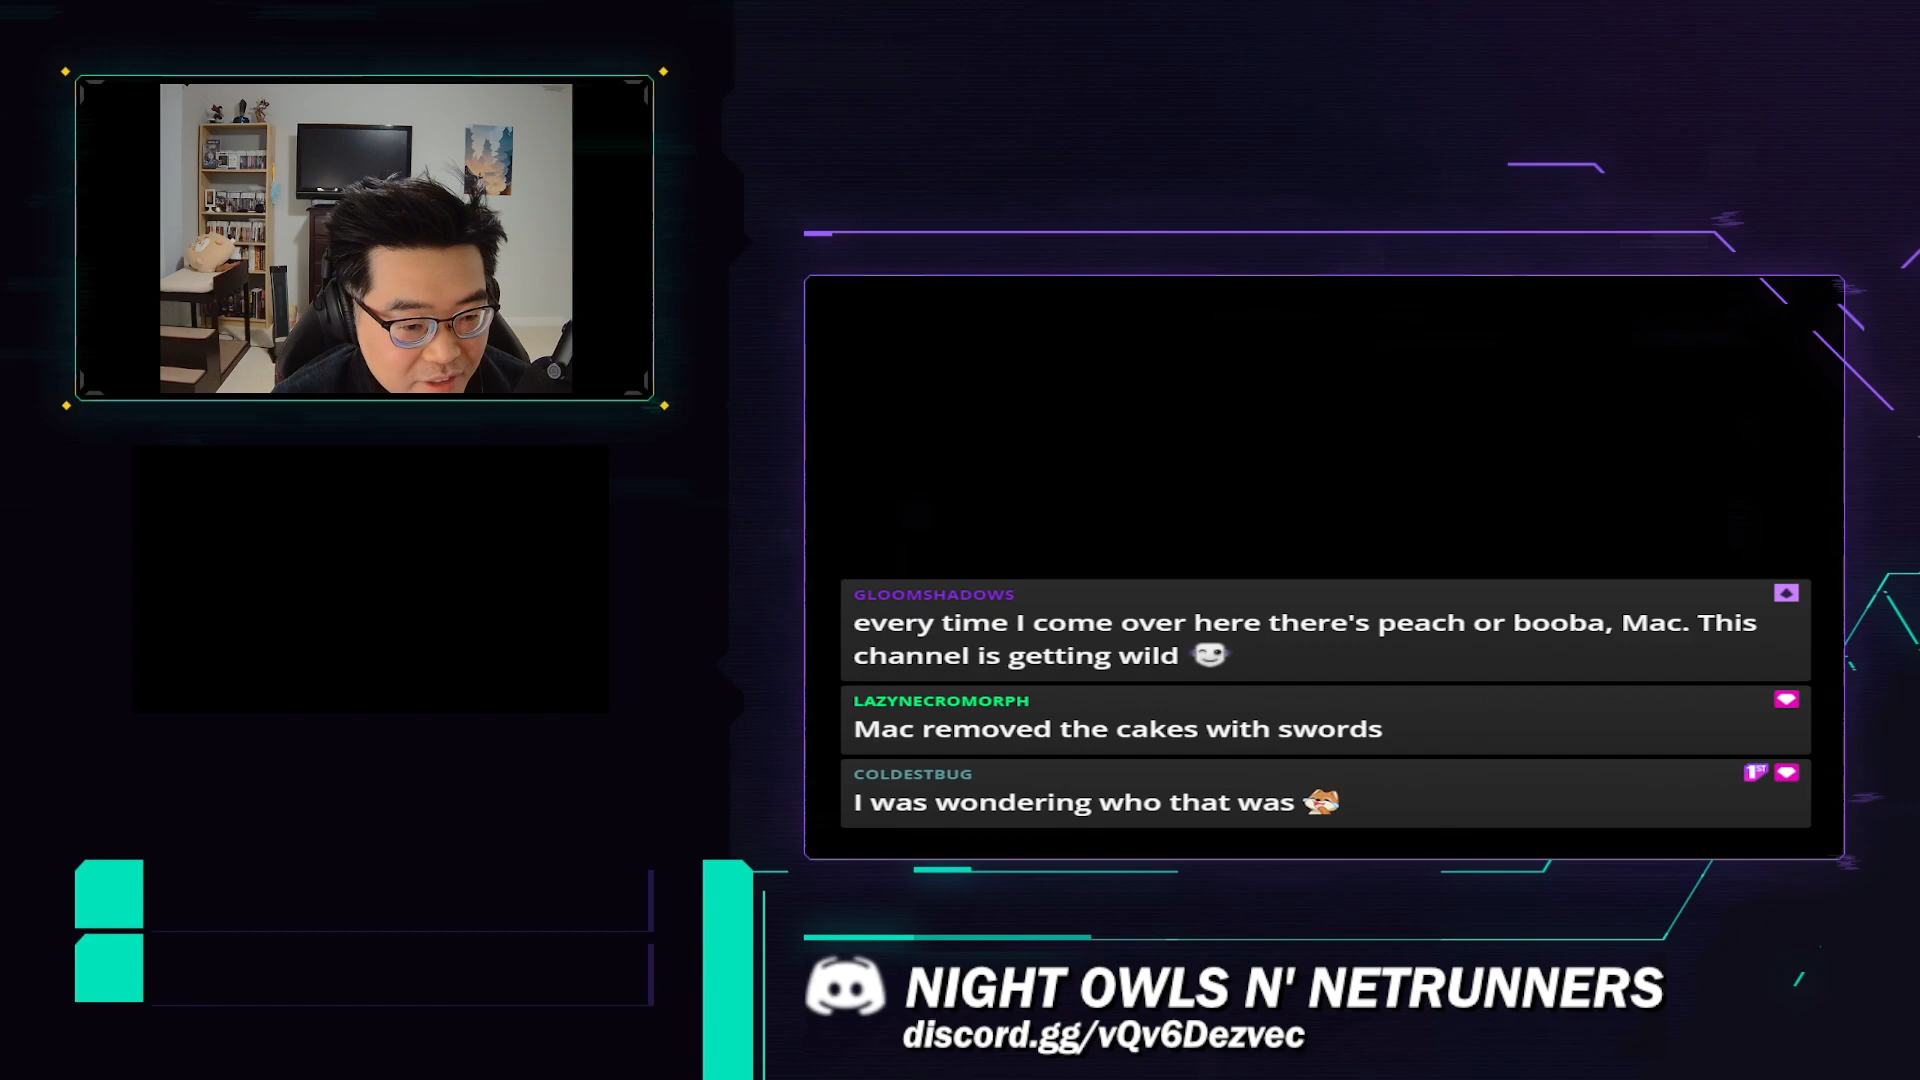 GLOOMSHADOWS
every time I come over here there's peach or booba, Mac. This
channel is getting wild
LAZYNECROMORPH
Mac removed the cakes with swords
COLDESTBUG
1ST
I was wondering who that was
NIGHT OWLS N' NETRUNNERS
discord.gg/vQv6Dezvec